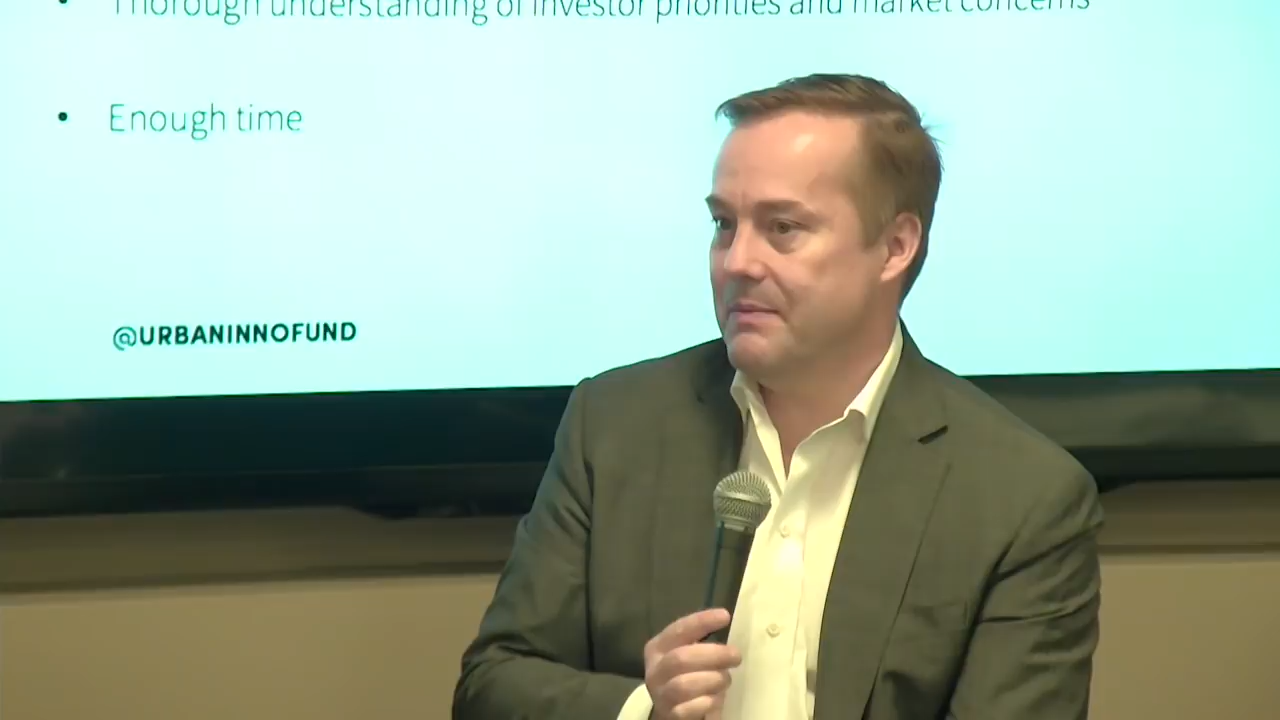 Thorough understanding of investor priorities and market concerns
Enough time
@URBANINNOFUND